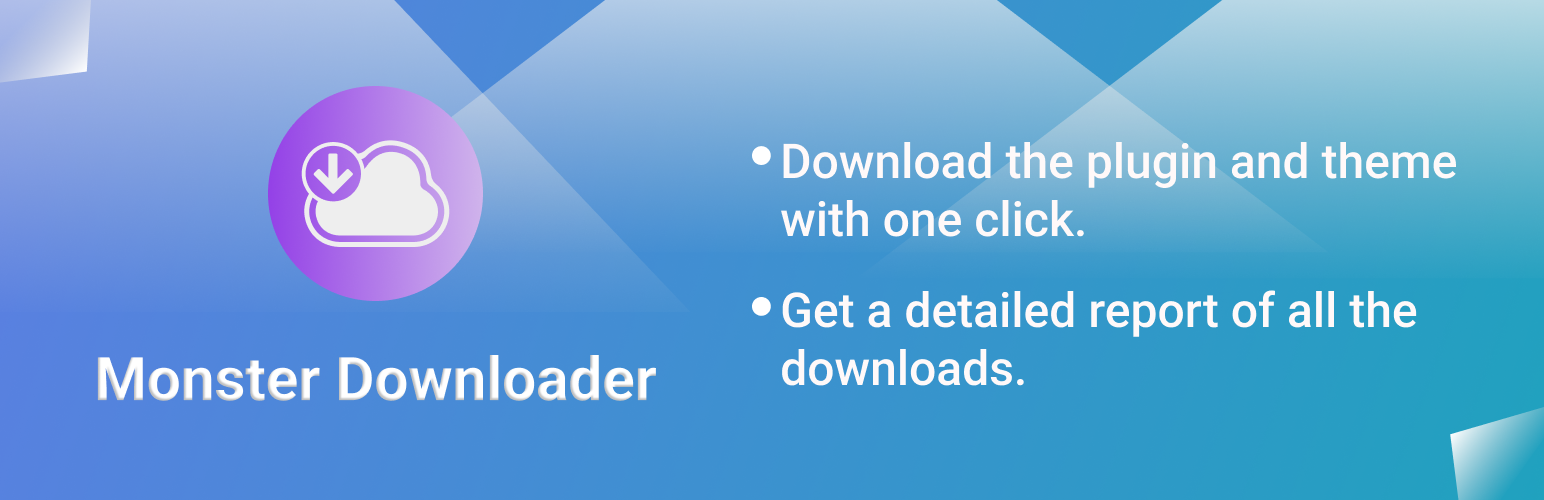 Monster Downloader
• Download the plugin and theme
with one click.
• Get a detailed report of all the
downloads.